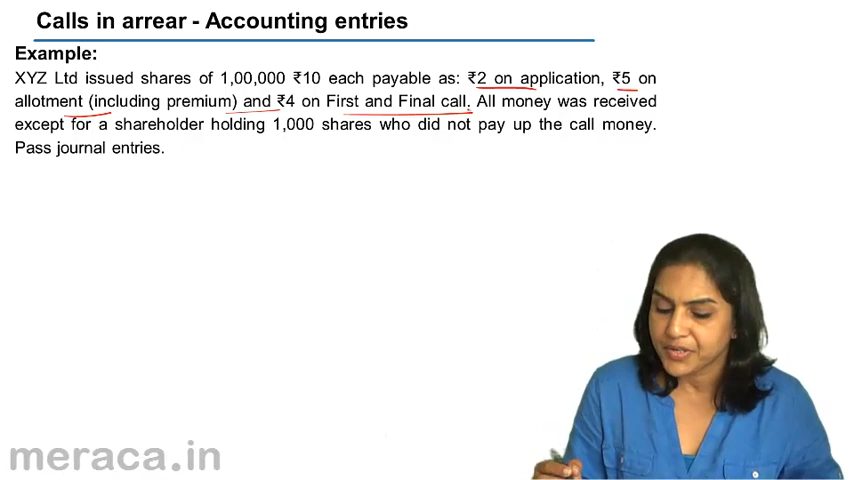 Calls in arrear - Accounting entries
Example:
XYZ Ltd issued shares of 1,00,000 ₹10 each payable as: ₹2 on application, ₹5 on
allotment (including premium) and ₹4 on First and Final call. All money was received
except for a shareholder holding 1,000 shares who did not pay up the call money.
Pass journal entries.
meraca.in